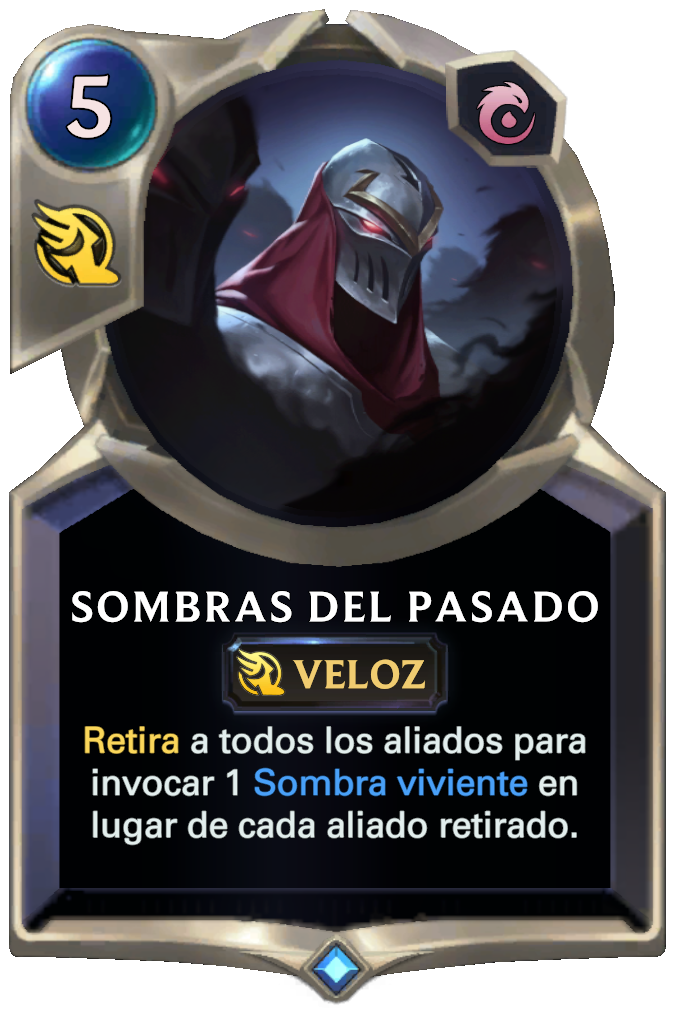 5
SOMBRAS DEL PASADO
VELOZ
Retira a todos los aliados para
invocar 1 Sombra viviente en
lugar de cada aliado retirado.